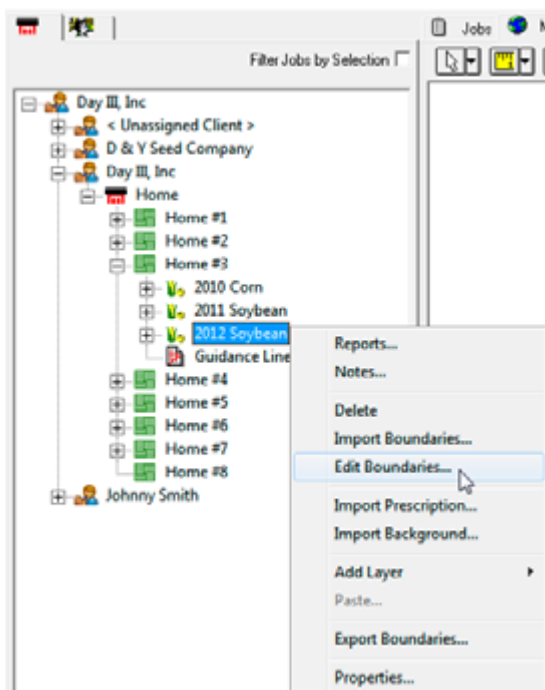 Jobs
Filter Jobs by Selection
Day III, Inc
< Unassigned Client >
D & Y Seed Company
Day III, Inc
Home
Home #1
Home #2
Home #3
2010 Corn
2011 Soybean
2012 Soybean
Guidance Line
Home #4
Home #5
Home #6
Home #7
Home #8
Johnny Smith
Reports...
Notes...
Delete
Import Boundaries...
Edit Boundaries...
Import Prescription...
Import Background...
Add Layer
Paste...
Export Boundaries...
Properties...